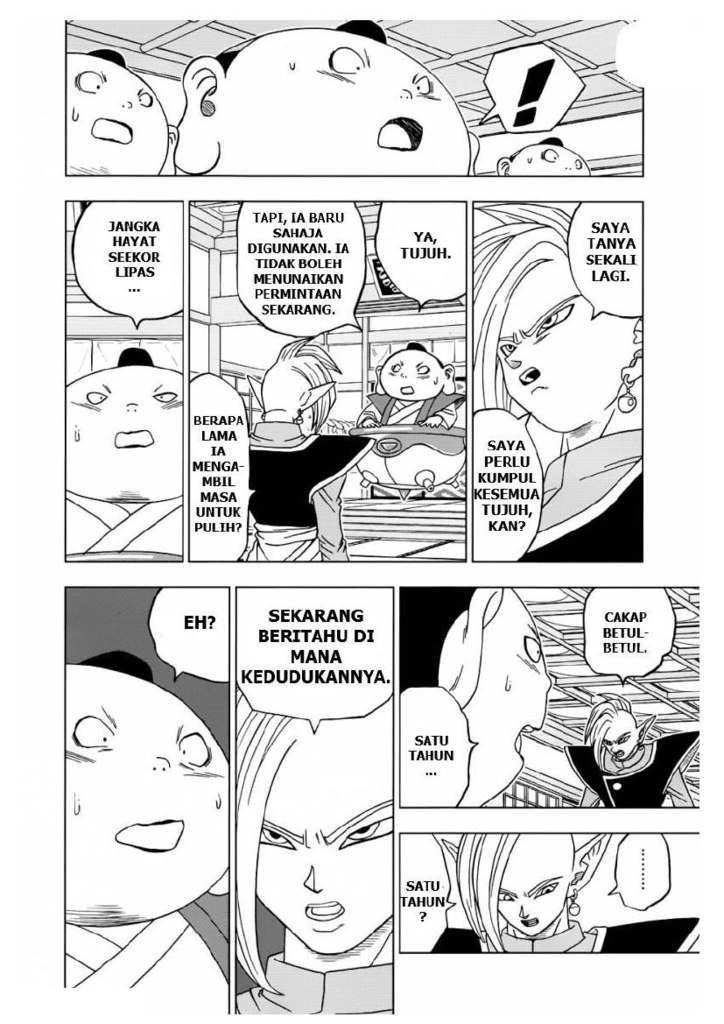 !
SAYA
TANYA
SEKALI
LAGI.
SAYA
PERLU
KUMPUL
KESEMUA
TUJUH,
KAN?
YA,
TUJUH.
TAPI, IA BARU
SAHAJA
DIGUNAKAN. IA
TIDAK BOLEH
MENUNAIKAN
PERMINTAAN
SEKARANG.
BERAPA
LAMA
IA
MENGA-
MBIL
MASA
UNTUK
PULIH?
JANGKA
HAYAT
SEEKOR
LIPAS
...
CAKAP
BETUL-
BETUL.
SATU
TAHUN
...
.......
SATU
TAHUN
?
SEKARANG
BERITAHU DI
MANA
KEDUDUKANNYA.
EH?